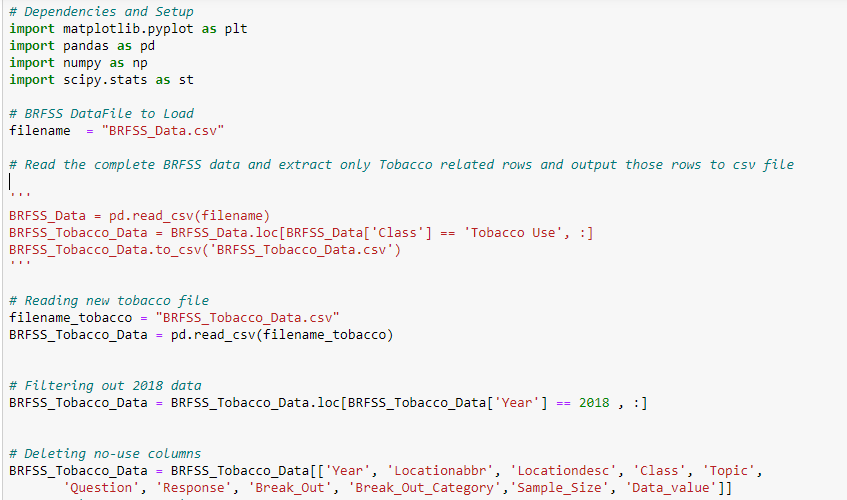 # Dependencies and Setup
import matplotlib.pyplot as plt
import pandas as pd
import numpy as np
import scipy.stats as st
# BRFSS DataFile to Load
filename  = "BRFSS_Data.csv"
# Read the complete BRFSS data and extract only Tobacco related rows and output those rows to csv file
'''
BRFSS_Data = pd.read_csv(filename)
BRFSS_Tobacco_Data = BRFSS_Data.loc[BRFSS_Data['Class'] == 'Tobacco Use', :]
BRFSS_Tobacco_Data.to_csv('BRFSS_Tobacco_Data.csv')
'''
# Reading new tobacco file
filename_tobacco = "BRFSS_Tobacco_Data.csv"
BRFSS_Tobacco_Data = pd.read_csv(filename_tobacco)
# Filtering out 2018 data
BRFSS_Tobacco_Data = BRFSS_Tobacco_Data.loc[BRFSS_Tobacco_Data['Year'] == 2018 , :]
# Deleting no-use columns
BRFSS_Tobacco_Data = BRFSS_Tobacco_Data[['Year', 'Locationabbr', 'Locationdesc', 'Class', 'Topic',
'Question', 'Response', 'Break_Out', 'Break_Out_Category','Sample_Size', 'Data_value']]